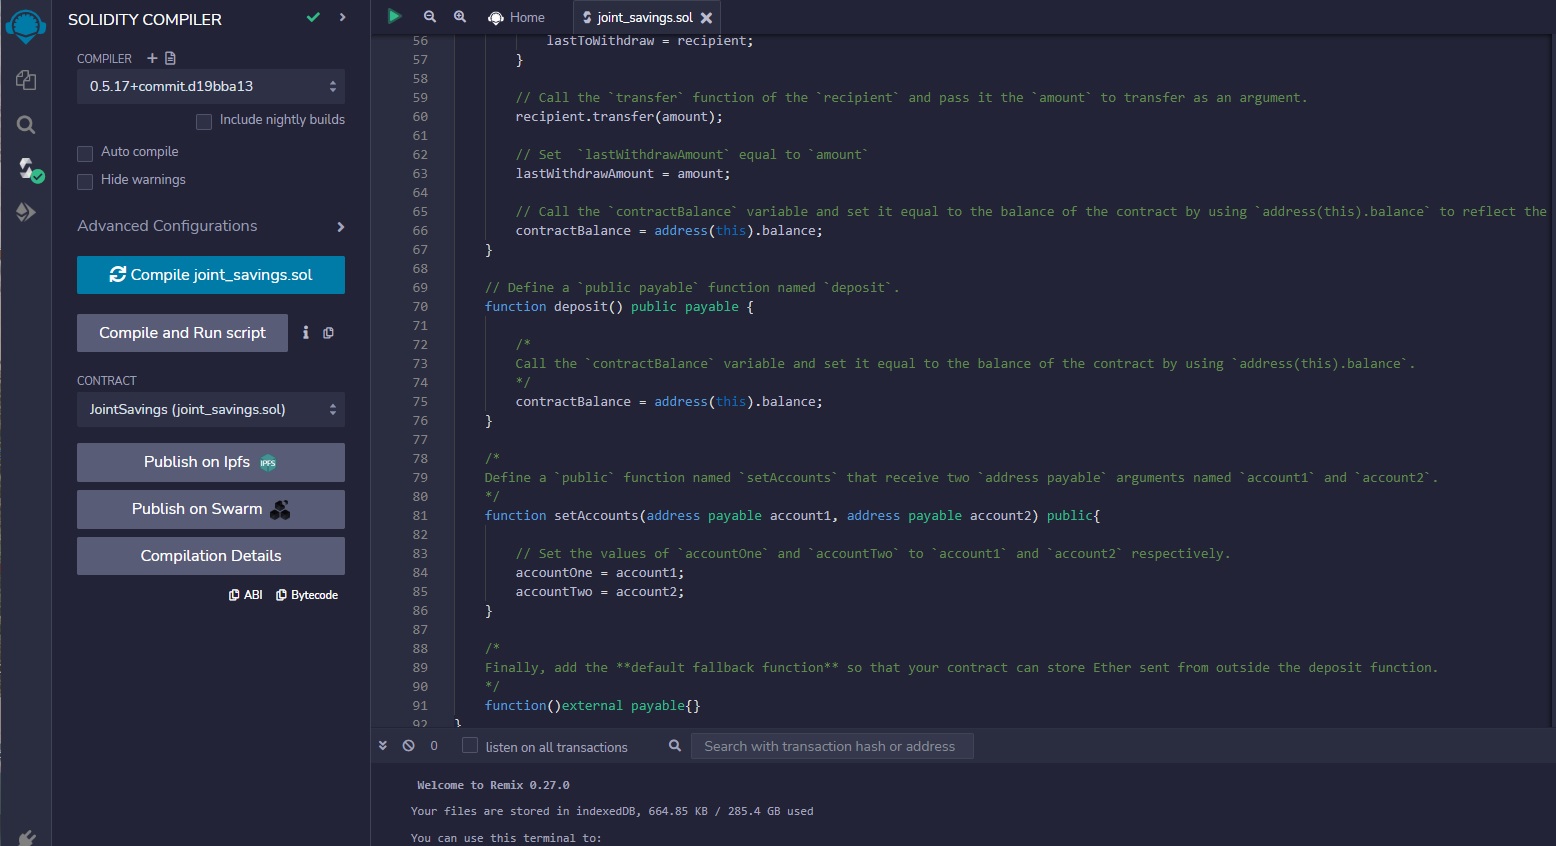 SOLIDITY COMPILER
COMPILER
0.5.17+commit.d19bba13
Include nightly builds
Auto compile
Hide warnings
Advanced Configurations
Compile joint_savings.sol
Compile and Run script
CONTRACT
JointSavings (joint_savings.sol)
Publish on Ipfs IPFS
Publish on Swarm
Compilation Details
ABI Bytecode
Home joint_savings.sol
56 lastToWithdraw = recipient;
57 }
58
59 // Call the `transfer` function of the `recipient` and pass it the `amount` to transfer as an argument.
60 recipient.transfer(amount);
61
62 // Set  `lastWithdrawAmount` equal to `amount`
63 lastWithdrawAmount = amount;
64
65 // Call the `contractBalance` variable and set it equal to the balance of the contract by using `address(this).balance` to reflect the
66 contractBalance = address(this).balance;
67 }
68
69 // Define a `public payable` function named `deposit`.
70 function deposit() public payable {
71
72 /*
73 Call the `contractBalance` variable and set it equal to the balance of the contract by using `address(this).balance`.
74 */
75 contractBalance = address(this).balance;
76 }
77
78 /*
79 Define a `public` function named `setAccounts` that receive two `address payable` arguments named `account1` and `account2`.
80 */
81 function setAccounts(address payable account1, address payable account2) public{
82
83 // Set the values of `accountOne` and `accountTwo` to `account1` and `account2` respectively.
84 accountOne = account1;
85 accountTwo = account2;
86 }
87
88 /*
89 Finally, add the **default fallback function** so that your contract can store Ether sent from outside the deposit function.
90 */
91 function()external payable{}
92 }
0 listen on all transactions Search with transaction hash or address
Welcome to Remix 0.27.0
Your files are stored in indexedDB, 664.85 KB / 285.4 GB used
You can use this terminal to: